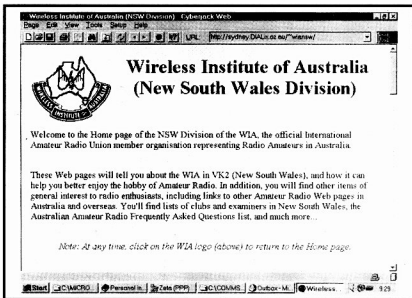 Wireless Institute of Australia (NSW Division) Cyberjack Web
Page Edit View Tools Setup Help
URL: http://sydney.DIALix.oz.au/~wiansw/
Wireless Institute of Australia
(New South Wales Division)
Welcome to the Home page of the NSW Division of the WIA, the official International
Amateur Radio Union member organisation representing Radio Amateurs in Australia.
These Web pages will tell you about the WIA in VK2 (New South Wales), and how it can
help you better enjoy the hobby of Amateur Radio. In addition, you will find other items of
general interest to radio enthusiasts, including links to other Amateur Radio Web pages in
Australia and overseas. You'll find lists of clubs and examiners in New South Wales, the
Australian Amateur Radio Frequently Asked Questions list, and much more...
Note: At any time, click on the WIA logo (above) to return to the Home page.
Start C:\MICRO... Personal in... Zeta (PPP) C:\COMMS... Outbox - Mi... Wireless... 9:29